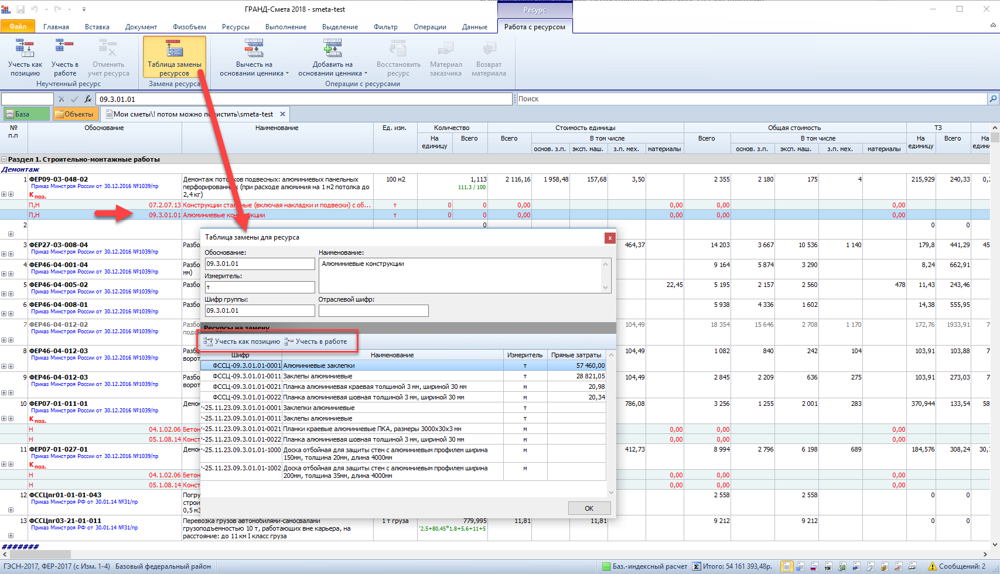 ГРАНД-Смета 2018 - smeta-test
Ресурс
Файл Главная Вставка Документ Физобъем Ресурсы Выполнение Выделение Фильтр Операции Данные Работа с ресурсом
Учесть как позицию
Учесть в работе
Отменить учет ресурса
Таблица замены ресурсов
Вычесть на основании ценника
Добавить на основании ценника
Восстановить ресурс
Материал заказчика
Возврат материала
Неучтенный ресурс
Замена ресурса
Операции с ресурсами
fx 09.3.01.01
Поиск
База Объекты Мои сметы\! потом можно почистить\smeta-test
№ п.п Обоснование Наименование Ед. изм. Количество Стоимость единицы Общая стоимость ТЗ
На единицу Всего Всего В том числе Всего В том числе На единицу Всего На
основ. з.п. эксп. маш. з.п. мех. материалы основ. з.п. эксп. маш. з.п. мех. материалы
Раздел 1. Строительно-монтажные работы
Демонтаж
1 ФЕР09-03-048-02 Демонтаж потолков подвесных: алюминиевых панельных 100 м2 1,113 2 116,16 1 958,48 157,68 3,50 2 355 2 180 175 4 215,929 240,33
Приказ Минстроя России от 30.12.2016 №1039/пр перфорированных (при расходе алюминия на 1 м2 потолка до 111,3 / 100
К поз. 2,4 кг)
П,Н 07.2.07.13 Конструкции стальные (включая накладки и подвески) с об... т 0 0 0,00 0,00 0,00 0,00
П,Н 09.3.01.01 Алюминиевые конструкции т 0 0 0,00 0,00 0,00 0,00
2 0 0 0
3 ФЕР27-03-008-04 Разбо 464,37 14 203 3 667 10 536 1 140 179,8 441,29 45
Приказ Минстроя России от 30.12.2016 №1039/пр
4 ФЕР46-04-001-04 Разбо 9 164 5 874 3 290 8,24 662,91
Приказ Минстроя России от 30.12.2016 №1039/пр мм)
5 ФЕР46-04-005-02 Разбо 22,45 5 195 2 157 2 560 478 11,43 243,46
Приказ Минстроя России от 30.12.2016 №1039/пр
6 ФЕР46-04-008-01 Разбо 5 938 4 336 1 602 14,38 555,95
Приказ Минстроя России от 30.12.2016 №1039/пр
7 ФЕР46-04-012-02 Разбо 104,49 18 354 15 646 2 708 1 170 172,76 1933,91 7
Приказ Минстроя России от 30.12.2016 №1039/пр
8 ФЕР46-04-012-03 Разбо 104,49 1 082 840 242 104 103,91 103,88 7
Приказ Минстроя России от 30.12.2016 №1039/пр ворот
9 ФЕР46-04-012-03 Разбо 104,49 2 845 2 209 636 275 103,91 273,03 7
Приказ Минстроя России от 30.12.2016 №1039/пр ворот
10 ФЕР07-01-011-01 Демон 786,08 3 256 1 255 2 001 283 370,944 133,54 58
Приказ Минстроя России от 30.12.2016 №1039/пр
К поз.
Н 04.1.02.06 Бетон 0,00 0,00 0,00
Н 05.1.08.14 Конст 0,00 0,00 0,00
11 ФЕР07-01-027-01 Демон 412,73 8 994 2 796 6 198 689 184,576 308,24 30,
Приказ Минстроя России от 30.12.2016 №1039/пр
К поз.
Н 04.1.02.06 Бетон 0,00 0,00 0,00
Н 05.1.08.14 Конст 0,00 0,00 0,00
12 ФССЦпг01-01-01-043 Погру 2 558 2 558 0 0
Приказ Минстроя РФ от 30.01.14 №31/пр строи
0,5 м3
13 ФССЦпг03-21-01-011 Перевозка грузов автомобилями-самосвалами 1 т груза 779,995 11,81 11,81 9 212 9 212 0 0
Приказ Минстроя РФ от 30.01.14 №31/пр грузоподъемностью 10 т, работающих вне карьера, на 2,5+80,45*1,8+5,6+11+5
расстояние: до 11 км I класс груза
#######
Таблица замены для ресурса
Обоснование: Наименование:
09.3.01.01 Алюминиевые конструкции
Измеритель:
т
Шифр группы: Отраслевой шифр:
09.3.01.01
Ресурсы на замену
Учесть как позицию Учесть в работе
Шифр Наименование Измеритель Прямые затраты
ФССЦ-09.3.01.01-0001 Алюминиевые заклепки т 57 460,00
ФССЦ-09.3.01.01-0011 Заклепы алюминиевые т 28 821,05
ФССЦ-09.3.01.01-0021 Планка алюминиевая краевая толщиной 3 мм, шириной 30 мм м 20,98
ФССЦ-09.3.01.01-0022 Планка алюминиевая шовная толщиной 3 мм, шириной 30 мм м 20,34
-25.11.23.09.3.01.01-0001 Заклепки алюминиевые т
-25.11.23.09.3.01.01-0011 Заклепы алюминиевые т
-25.11.23.09.3.01.01-0021 Планки краевые алюминиевые ПКА, размеры 3000х30х3 мм м
-25.11.23.09.3.01.01-0022 Планка алюминиевая шовная толщиной 3 мм, шириной 30 мм м
-25.11.23.09.3.01.01-1000 Доска отбойная для защиты стен с алюминиевым профилем ширина м
150мм, толщина 20мм, длина 4000мм
-25.11.23.09.3.01.01-1002 Доска отбойная для защиты стен с алюминиевым профилем ширина м
200мм, толщина 35мм, длина 4000мм
OK
ГЭСН-2017, ФЕР-2017 (с Изм. 1-4) Базовый федеральный район Баз.-индексный расчет Итого: 54 161 393,48р. Сообщений: 2